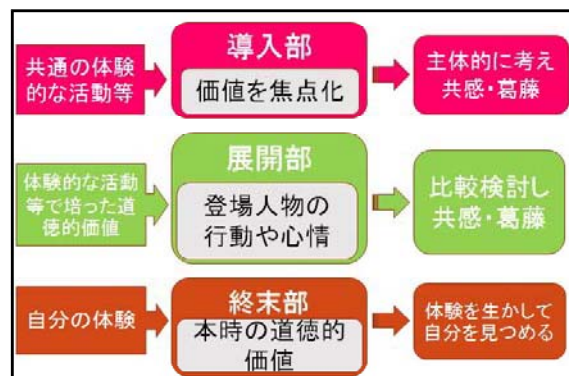 共通の体験
的な活動等
導入部
価値を焦点化
主体的に考え
共感・葛藤
体験的な活動
等で培った道
徳的価値
展開部
登場人物の
行動や心情
比較検討し
共感・葛藤
自分の体験
終末部
本時の道徳的
価値
体験を生かして
自分を見つめる